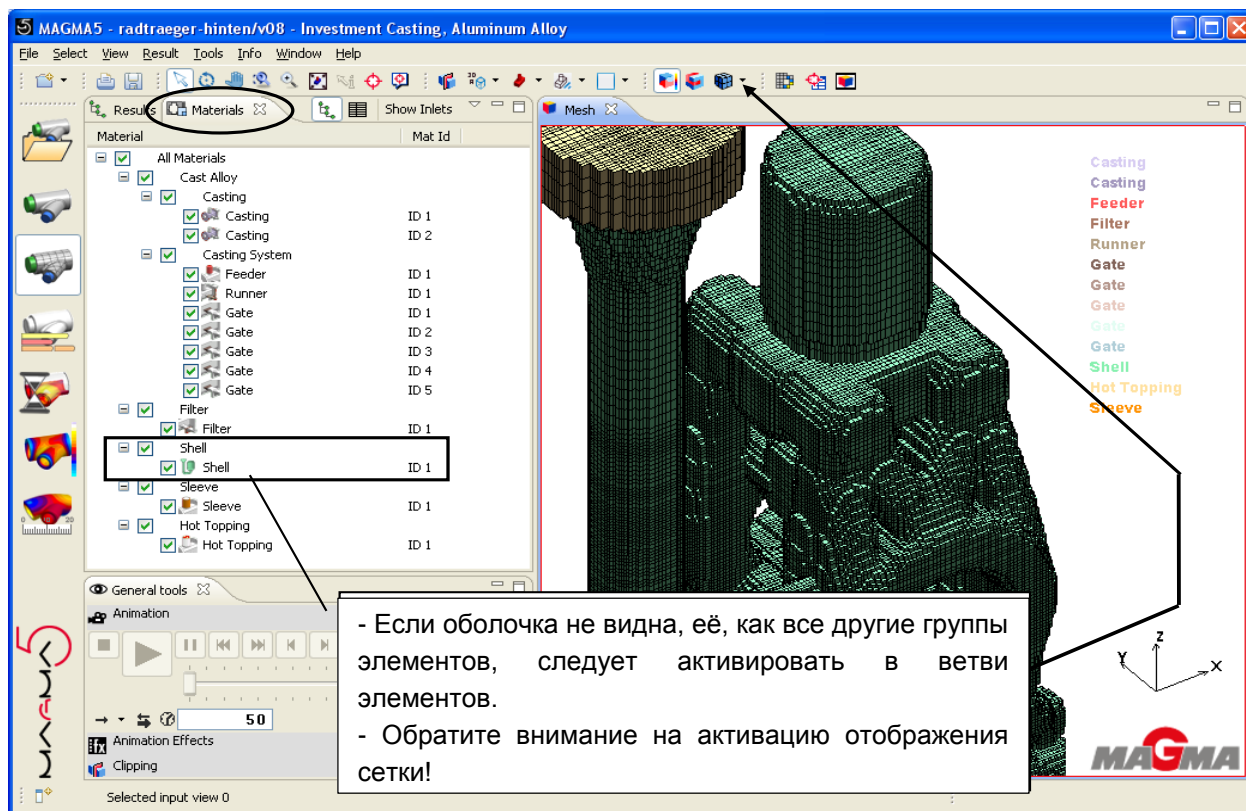 MAGMA5 - radtraeger-hinten/v08 - Investment Casting, Aluminum Alloy
File Select View Result Tools Info Window Help
Results Materials Show Inlets
Material Mat Id
All Materials
Cast Alloy
Casting
Casting ID 1
Casting ID 2
Casting System
Feeder ID 1
Runner ID 1
Gate ID 1
Gate ID 2
Gate ID 3
Gate ID 4
Gate ID 5
Filter
Filter ID 1
Shell
Shell ID 1
Sleeve
Sleeve ID 1
Hot Topping
Hot Topping ID 1
Mesh
Casting
Casting
Feeder
Filter
Runner
Gate
Gate
Gate
Gate
Gate
Shell
Hot Topping
Sleeve
Z
Y
X
MAGMA
General tools
Animation
50
Animation Effects
Clipping
Selected input view 0
MAGMA5
0 20
- Если оболочка не видна, её, как все другие группы
элементов, следует активировать в ветви
элементов.
- Обратите внимание на активацию отображения
сетки!